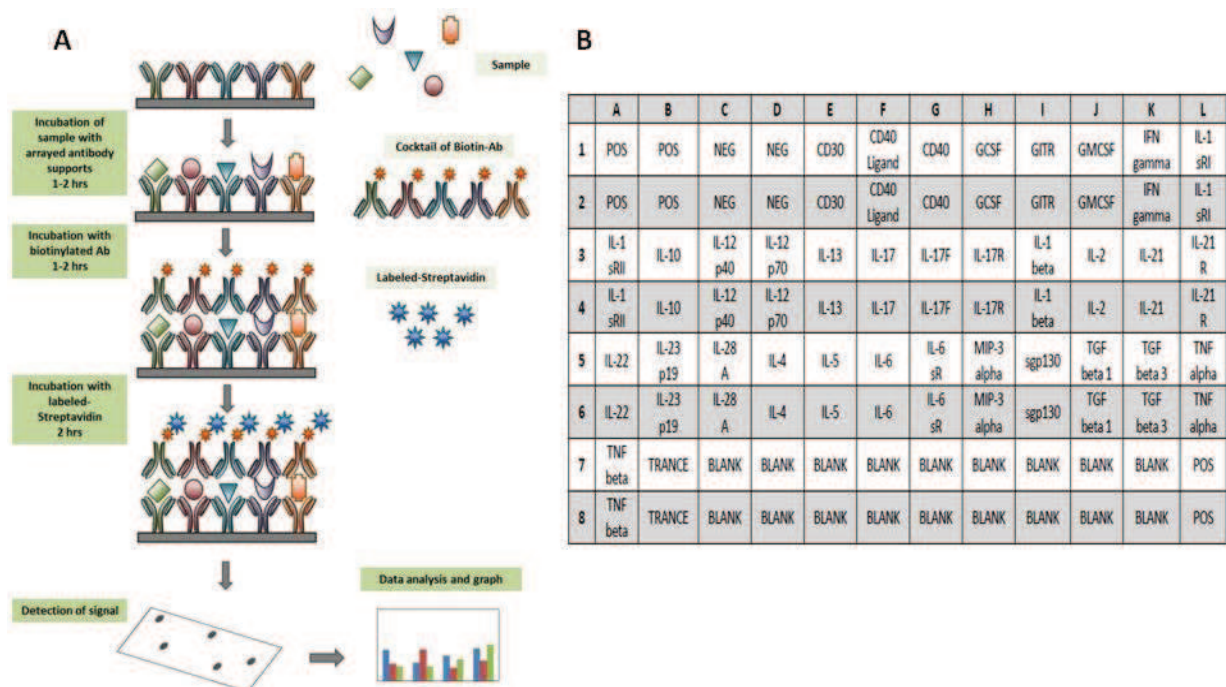 A
Sample
Incubation of
sample with
arrayed antibody
supports
1-2 hrs
Cocktail of Biotin-Ab
Incubation with
biotinylated Ab
1-2 hrs
Labeled-Streptavidin
Incubation with
labeled-
Streptavidin
2 hrs
Data analysis and graph
Detection of signal
B
A B C D E F G H I J K L
1 POS POS NEG NEG CD30 CD40 Ligand CD40 GCSF GITR GMCSF IFN gamma IL-1 sRI
2 POS POS NEG NEG CD30 CD40 Ligand CD40 GCSF GITR GMCSF IFN gamma IL-1 sRI
3 IL-1 sRII IL-10 IL-12 p40 IL-12 p70 IL-13 IL-17 IL-17F IL-17R IL-1 beta IL-2 IL-21 IL-21 R
4 IL-1 sRII IL-10 IL-12 p40 IL-12 p70 IL-13 IL-17 IL-17F IL-17R IL-1 beta IL-2 IL-21 IL-21 R
5 IL-22 IL-23 p19 IL-28 A IL-4 IL-5 IL-6 IL-6 sR MIP-3 alpha sgp130 TGF beta 1 TGF beta 3 TNF alpha
6 IL-22 IL-23 p19 IL-28 A IL-4 IL-5 IL-6 IL-6 sR MIP-3 alpha sgp130 TGF beta 1 TGF beta 3 TNF alpha
7 TNF beta TRANCE BLANK BLANK BLANK BLANK BLANK BLANK BLANK BLANK BLANK POS
8 TNF beta TRANCE BLANK BLANK BLANK BLANK BLANK BLANK BLANK BLANK BLANK POS